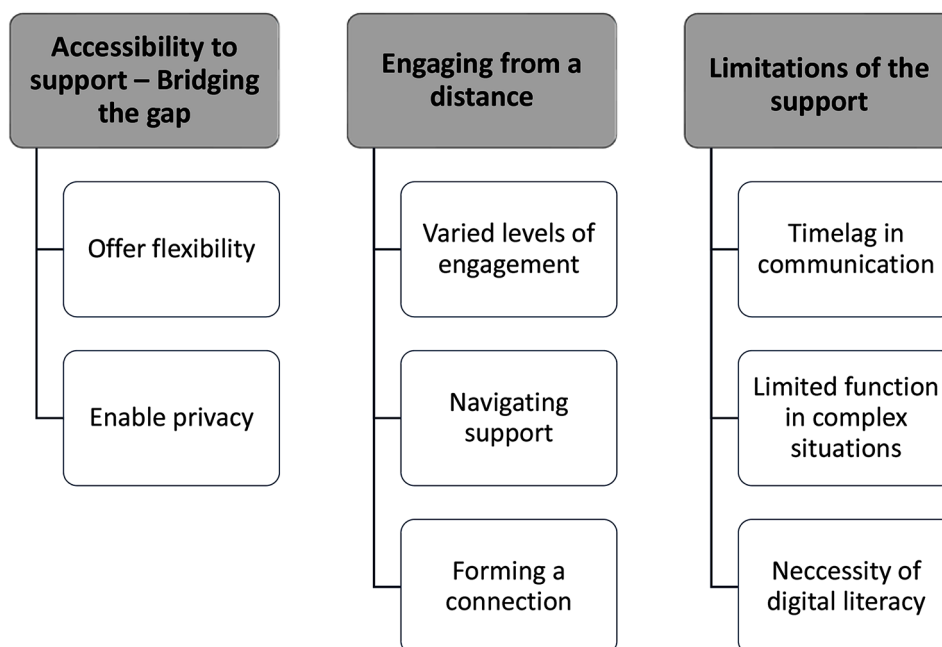 Accessibility to
support – Bridging
the gap
Offer flexibility
Enable privacy
Engaging from a
distance
Varied levels of
engagement
Navigating
support
Forming a
connection
Limitations of the
support
Timelag in
communication
Limited function
in complex
situations
Neccessity of
digital literacy